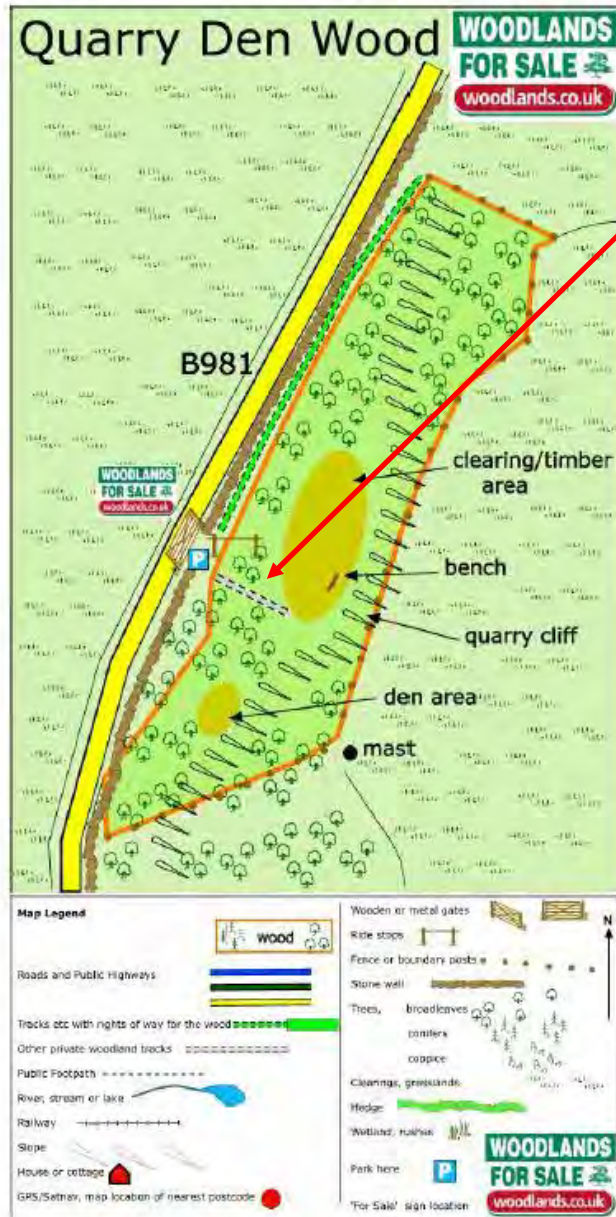 Quarry Den Wood
WOODLANDS
FOR SALE
woodlands.co.uk
B981
WOODLANDS
FOR SALE
woodlands.co.uk
P
clearing/timber
area
bench
quarry cliff
den area
mast
Map Legend
wood
Roads and Public Highways
Tracks etc with rights of way for the wood
Other private woodland tracks
Public Footpath
River, stream or lake
Railway
Slope
House or cottage
GPS/Satnav, map location of nearest postcode
Wooden or metal gates
N
Ride stops
Fence or boundary posts
Stone wall
Trees, broadleaves
conifers
coppice
Clearings, grasslands
Hedge
Wetland, rushes
Park here
P
'For Sale' sign location
WOODLANDS
FOR SALE
woodlands.co.uk